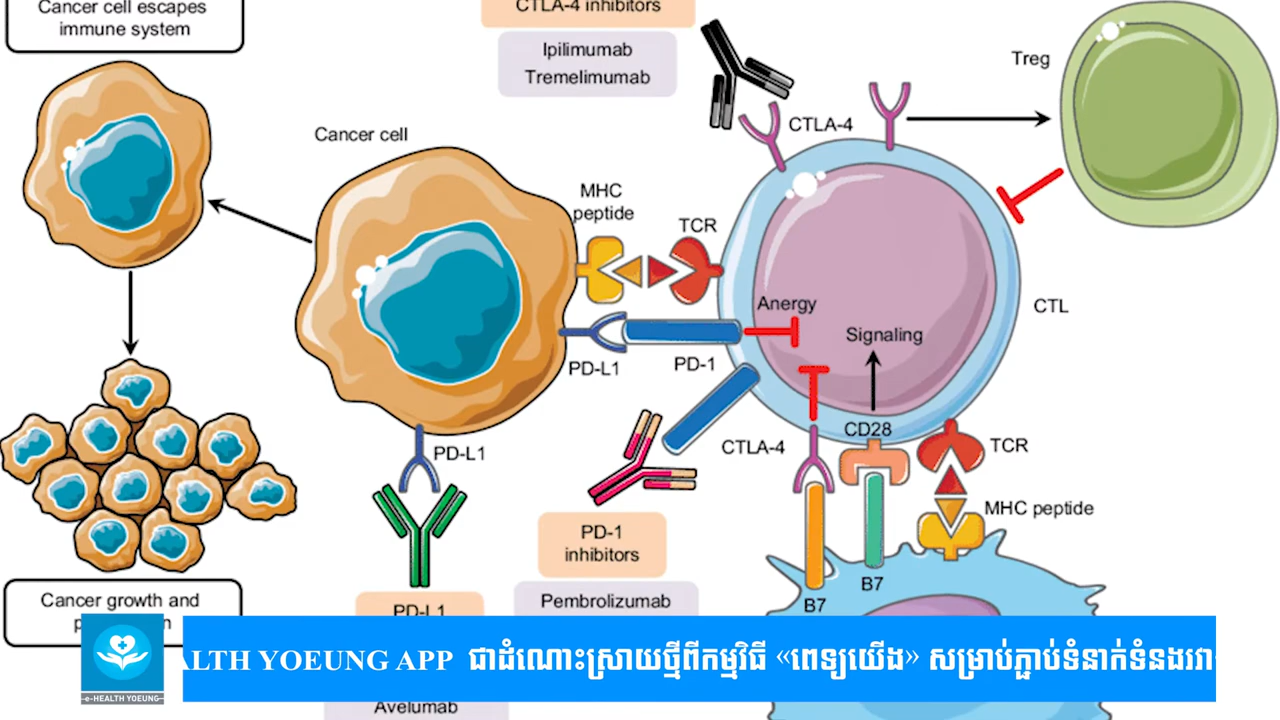 Cancer cell escapes
immune system
CTLA-4 inhibitors
Ipilimumab
Tremelimumab
Treg
CTLA-4
Cancer cell
MHC
peptide
TCR
Anergy
CTL
Signaling
PD-L1
PD-1
CD28
CTLA-4
TCR
PD-L1
MHC peptide
PD-1
inhibitors
B7
B7
Pembrolizumab
Cancer growth and
PD-L1
ALTH YOEUNG APP ជាដំណោះស្រាយថ្មីពីកម្មវិធី «ពេទ្យយើង» សម្រាប់ភ្ជាប់ទំនាក់ទំនងរវា
e-HEALTH YOEUNG
Avelumab